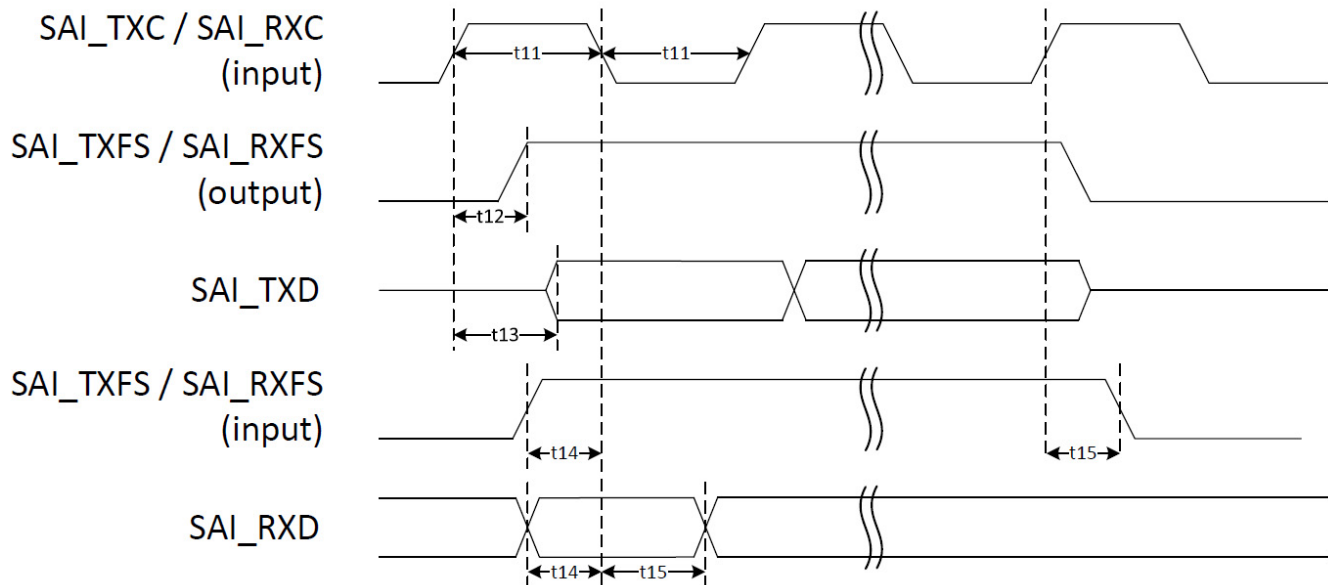 SAI_TXC / SAI_RXC
(input)
t11
t11
SAI_TXFS / SAI_RXFS
(output)
t12
SAI_TXD
t13
SAI_TXFS / SAI_RXFS
(input)
t14
t15
SAI_RXD
t14
t15